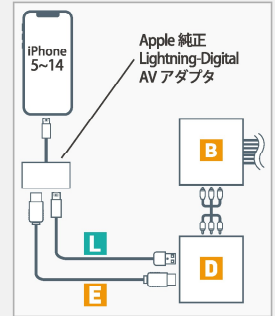 iPhone
5~14
Apple 純正
Lightning-Digital
AV アダプタ
B
L
D
E